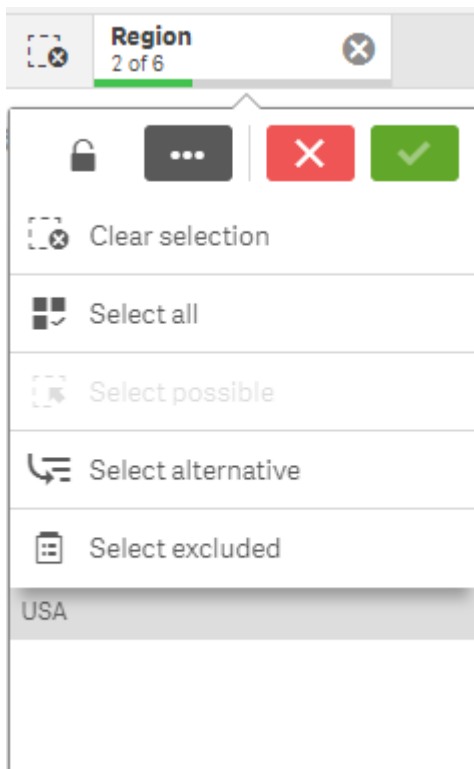 Region
2 of 6
Clear selection
Select all
Select possible
Select alternative
Select excluded
USA